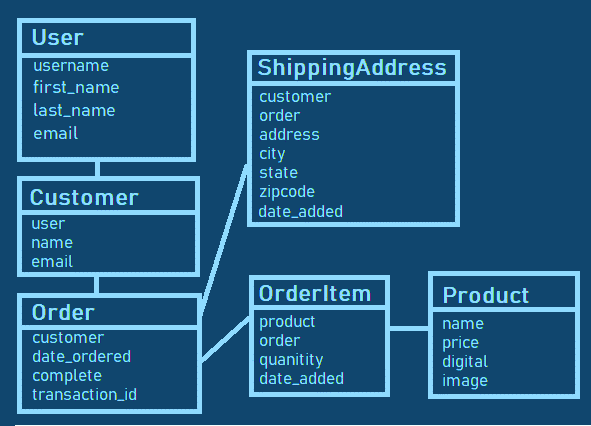 User
username
first_name
last_name
email
Customer
user
name
email
Order
customer
date_ordered
complete
transaction_id
ShippingAddress
customer
order
address
city
state
zipcode
date_added
OrderItem
product
order
quanitity
date_added
Product
name
price
digital
image